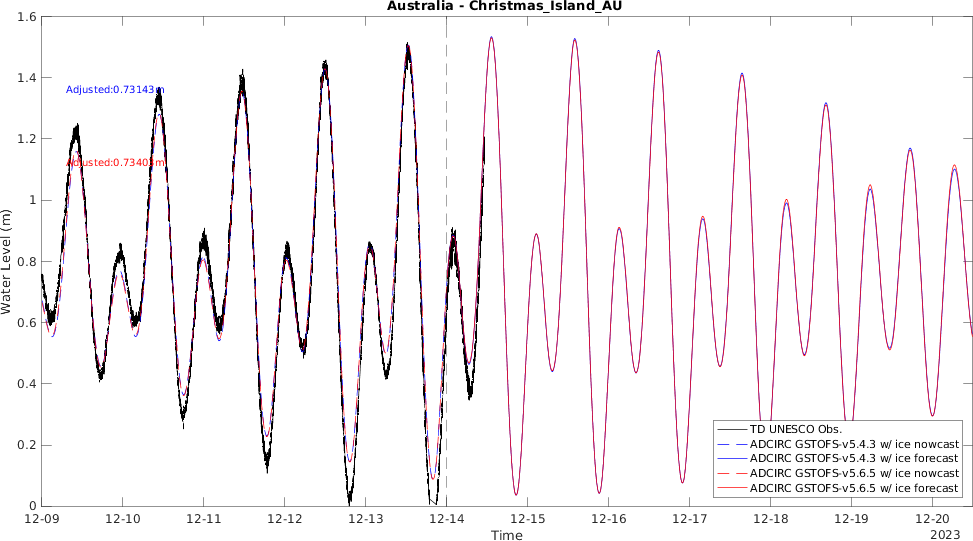 Australia - Christmas_Island_AU
Water Level (m)
1.6
1.4
1.2
1
0.8
0.6
0.4
0.2
0
Adjusted:0.73143m
Adjusted:0.73403m
TD UNESCO Obs.
ADCIRC GSTOFS-v5.4.3 w/ ice nowcast
ADCIRC GSTOFS-v5.4.3 w/ ice forecast
ADCIRC GSTOFS-v5.6.5 w/ ice nowcast
ADCIRC GSTOFS-v5.6.5 w/ ice forecast
12-09 12-10 12-11 12-12 12-13 12-14 12-15 12-16 12-17 12-18 12-19 12-20
2023
Time